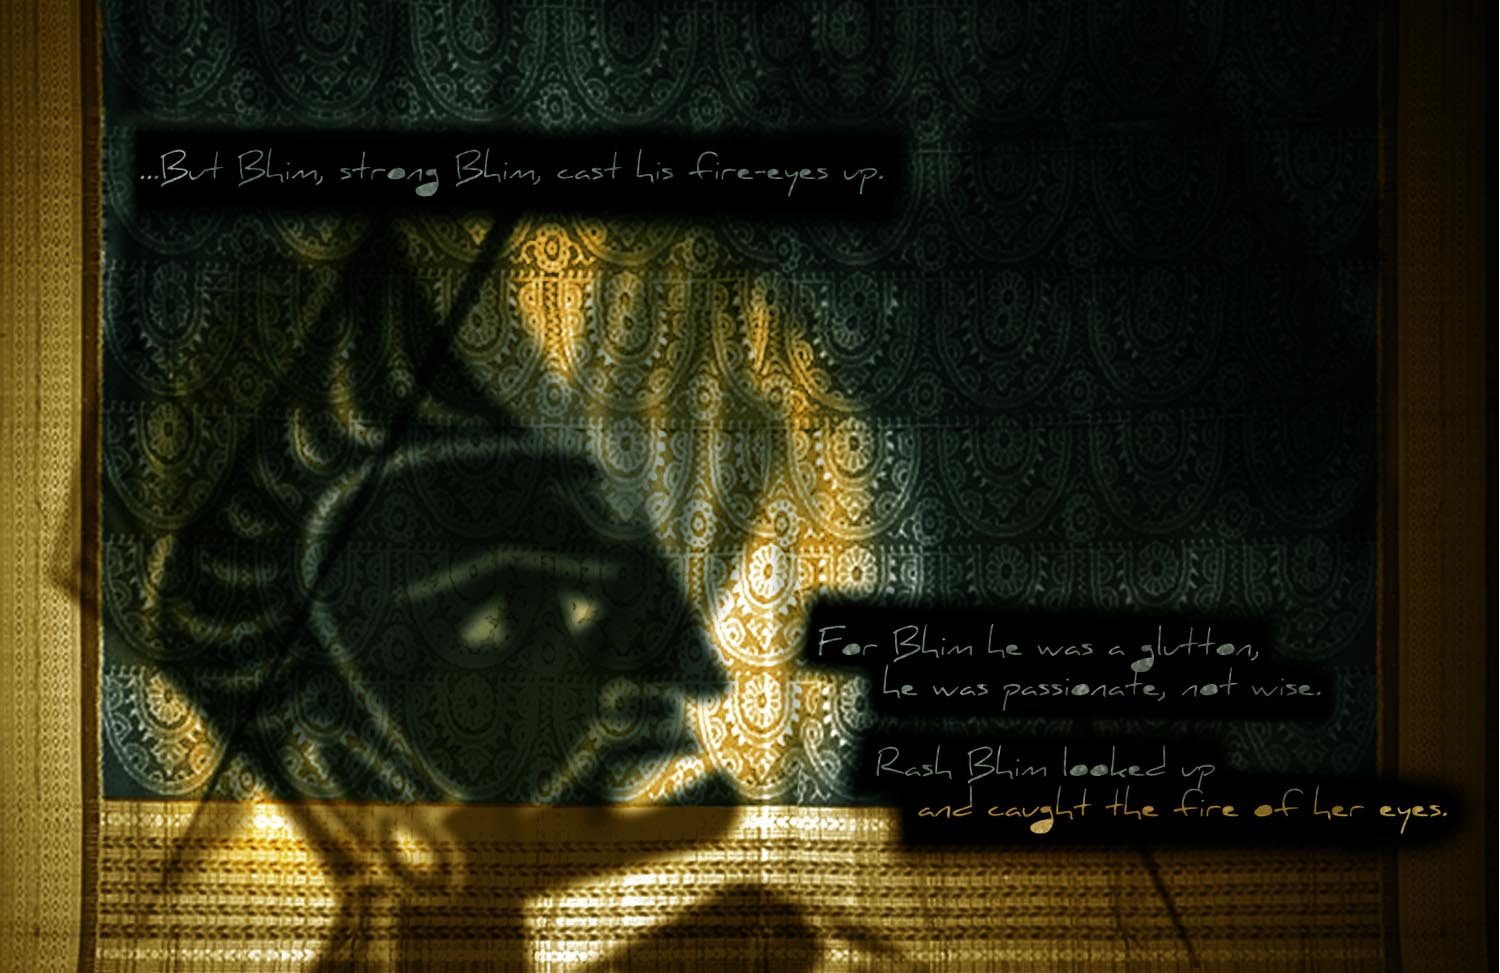 ...But Bhim, strong Bhim, cast his fire-eyes up.
For Bhim he was a glutton,
he was passionate, not wise.
Rash Bhim looked up
and caught the fire of her eyes.